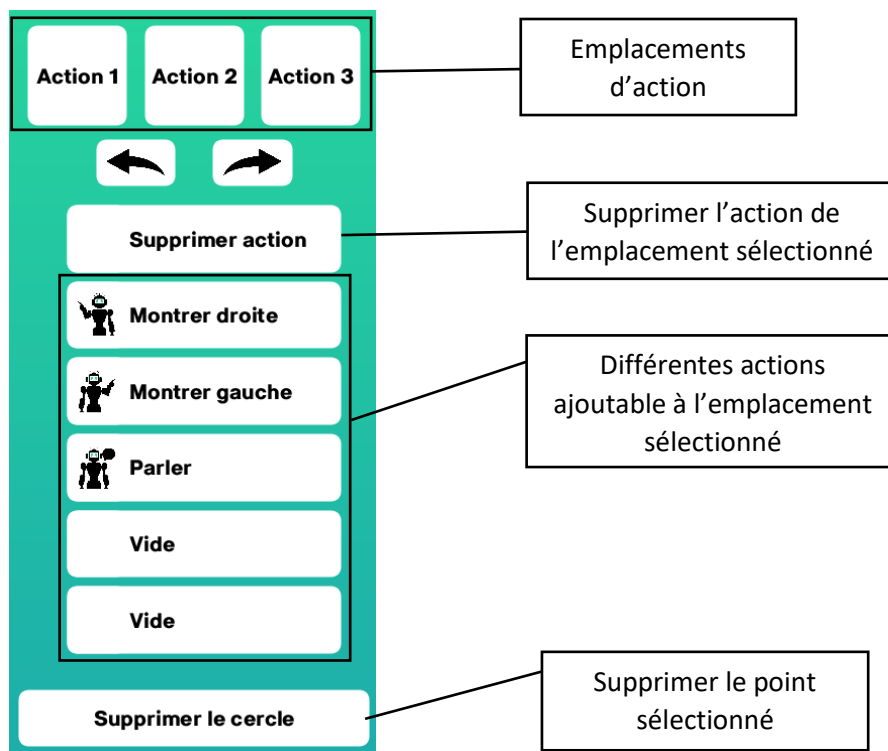 Action 1
Action 2
Action 3
Emplacements
d’action
Supprimer action
Supprimer l’action de
l’emplacement sélectionné
Montrer droite
Montrer gauche
Parler
Vide
Vide
Différentes actions
ajoutable à l’emplacement
sélectionné
Supprimer le cercle
Supprimer le point
sélectionné